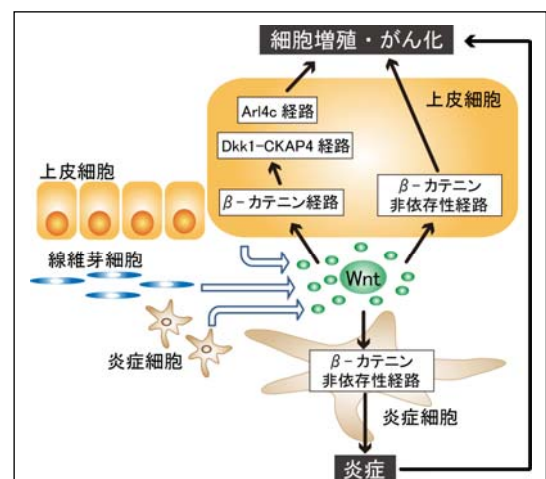 細胞増殖・がん化
上皮細胞
Arl4c 経路
Dkk1-CKAP4 経路
β-カテニン経路
β-カテニン
非依存性経路
上皮細胞
線維芽細胞
炎症細胞
Wnt
β-カテニン
非依存性経路
炎症細胞
炎症